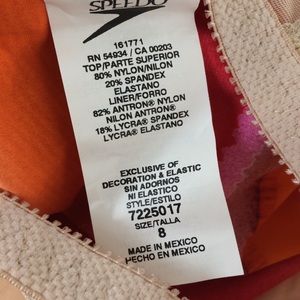 SPEEDO
161771
RN 54934 / CA 00203
TOP/PARTE SUPERIOR
80% NYLON/NILON
20% SPANDEX
ELASTANO
LINER/FORRO
82% ANTRON® NYLON
ANTRON® NILON
18% LYCRA® SPANDEX
LYCRA® ELASTANO
EXCLUSIVE OF
DECORATION & ELASTIC
SIN ADORNOS
NI ELASTICO
STYLE/ESTILO
7225017
SIZE/TALLA
8
MADE IN MEXICO
HECHO EN MEXICO